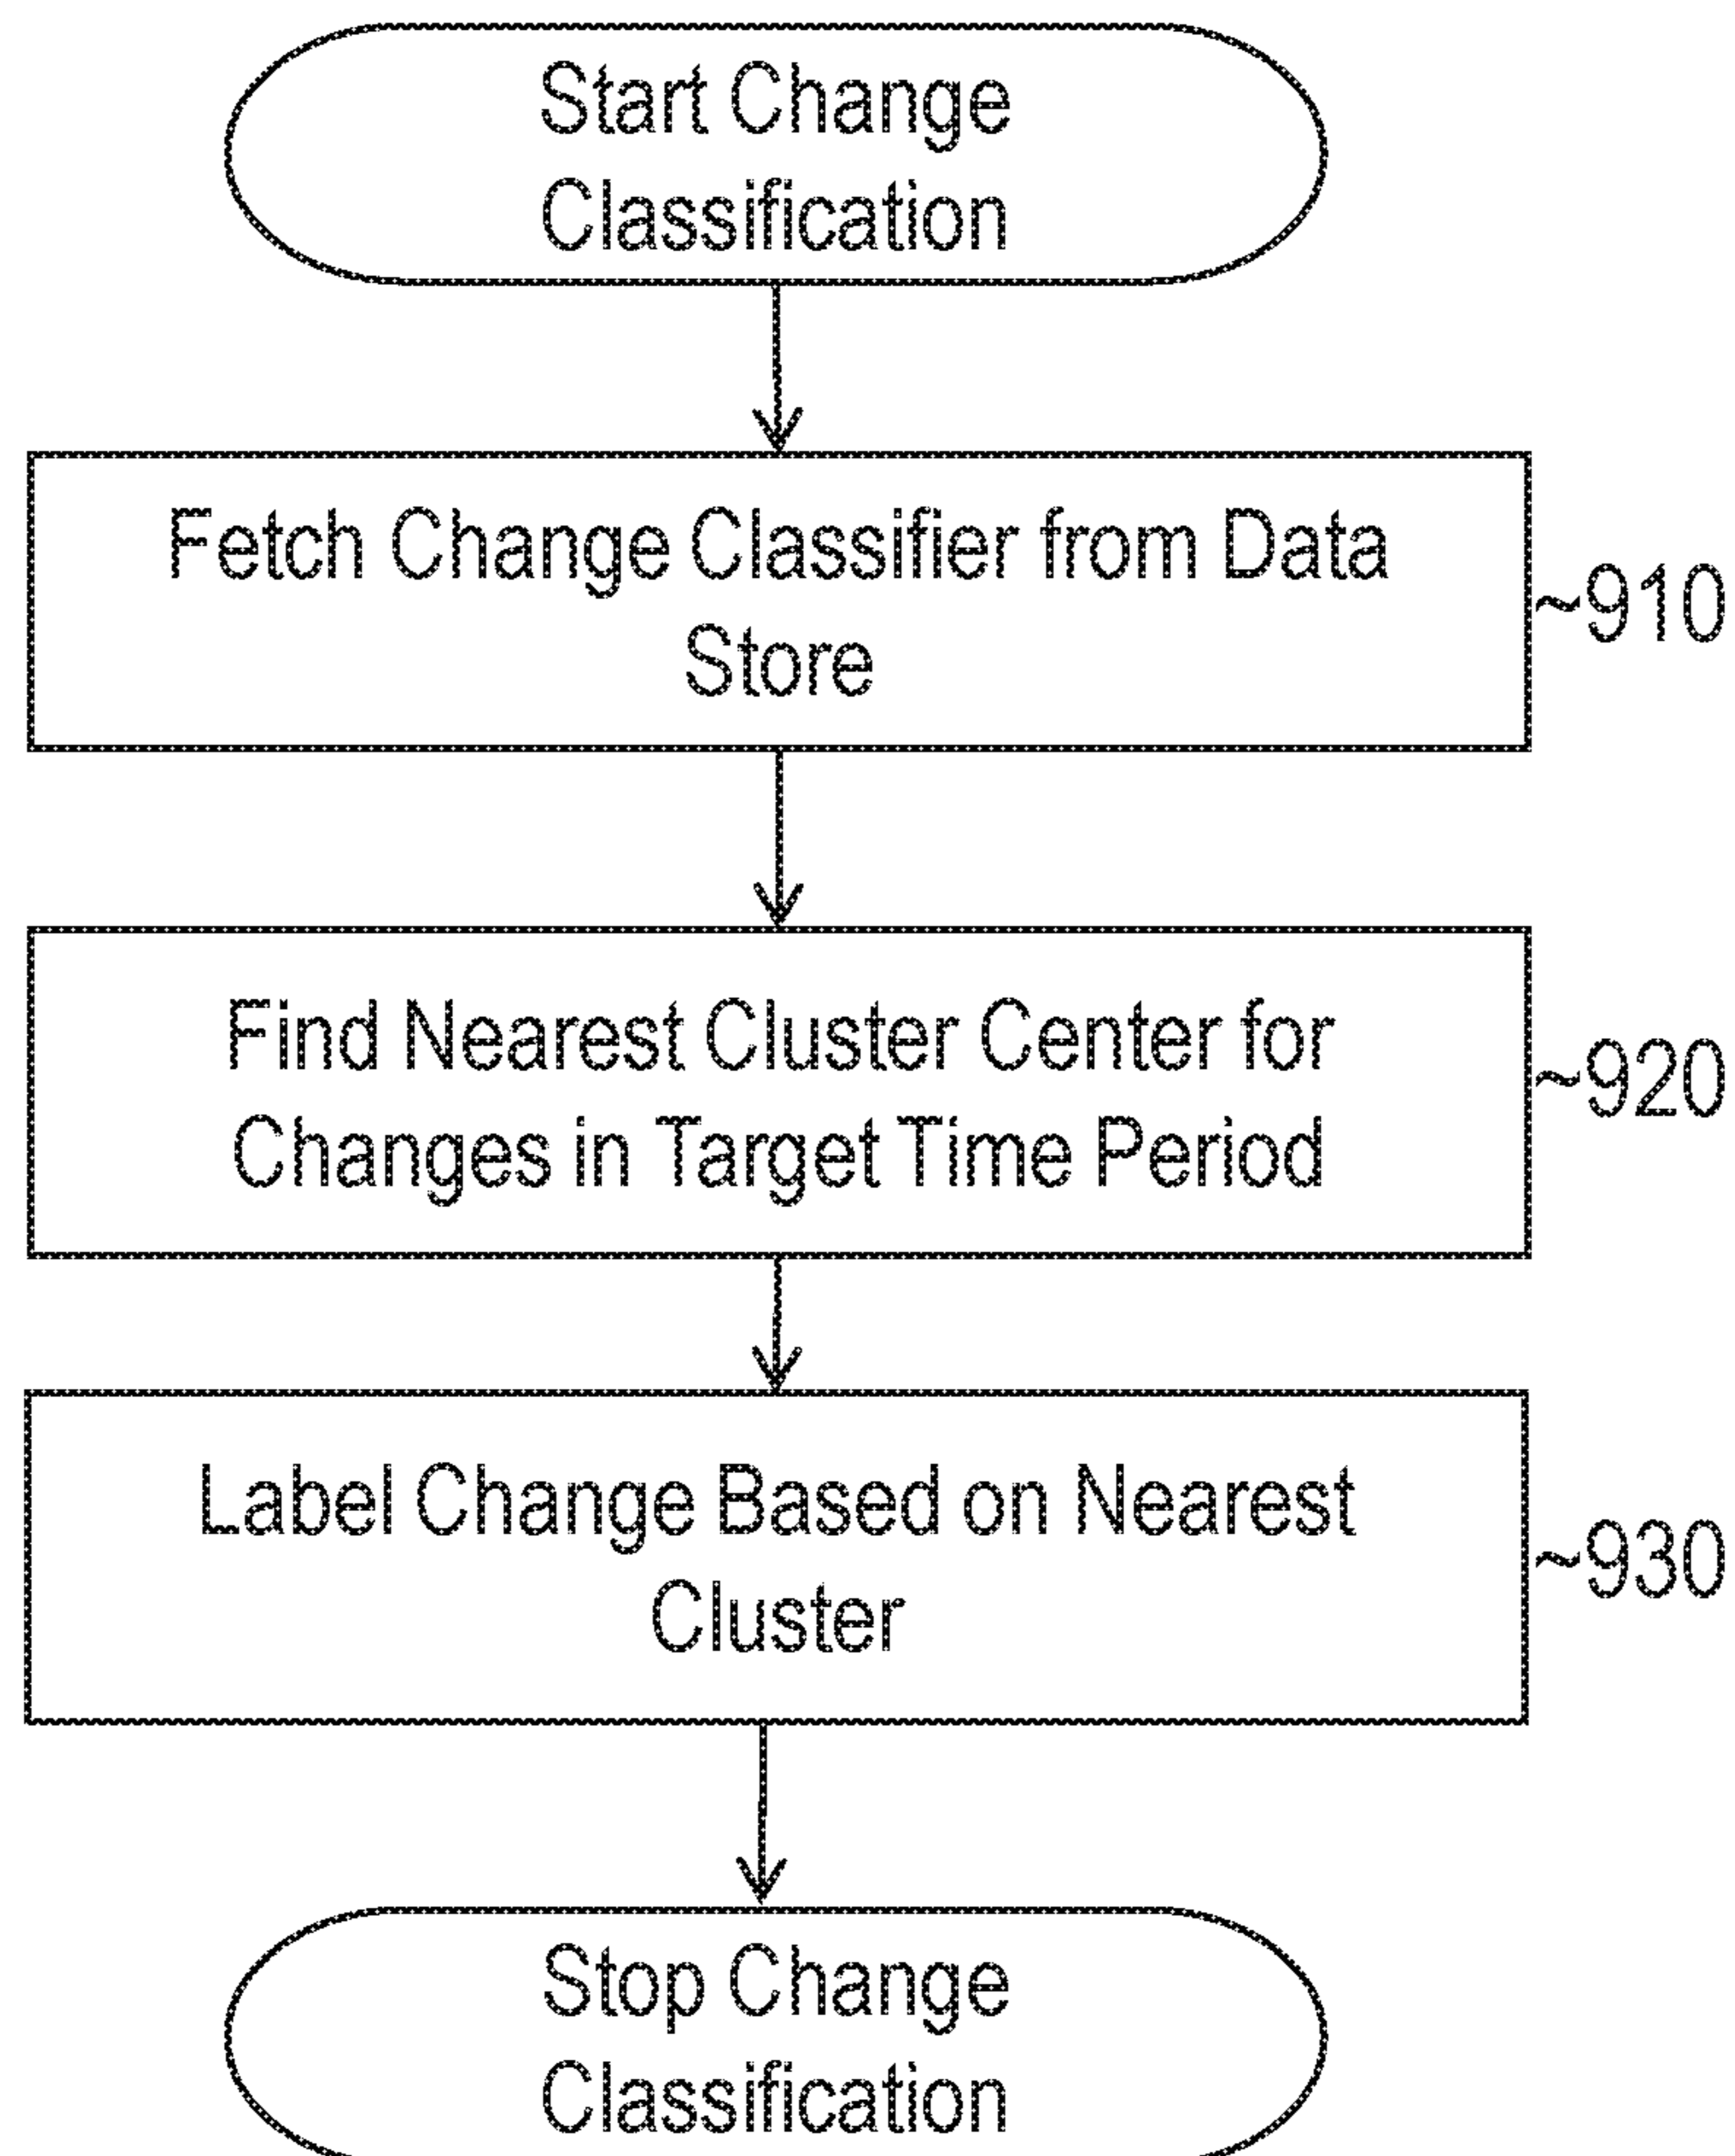 Start Change
Classification
Fetch Change Classifier from Data
Store
~910
Find Nearest Cluster Center for
Changes in Target Time Period
~920
Label Change Based on Nearest
Cluster
~930
Stop Change
Classification